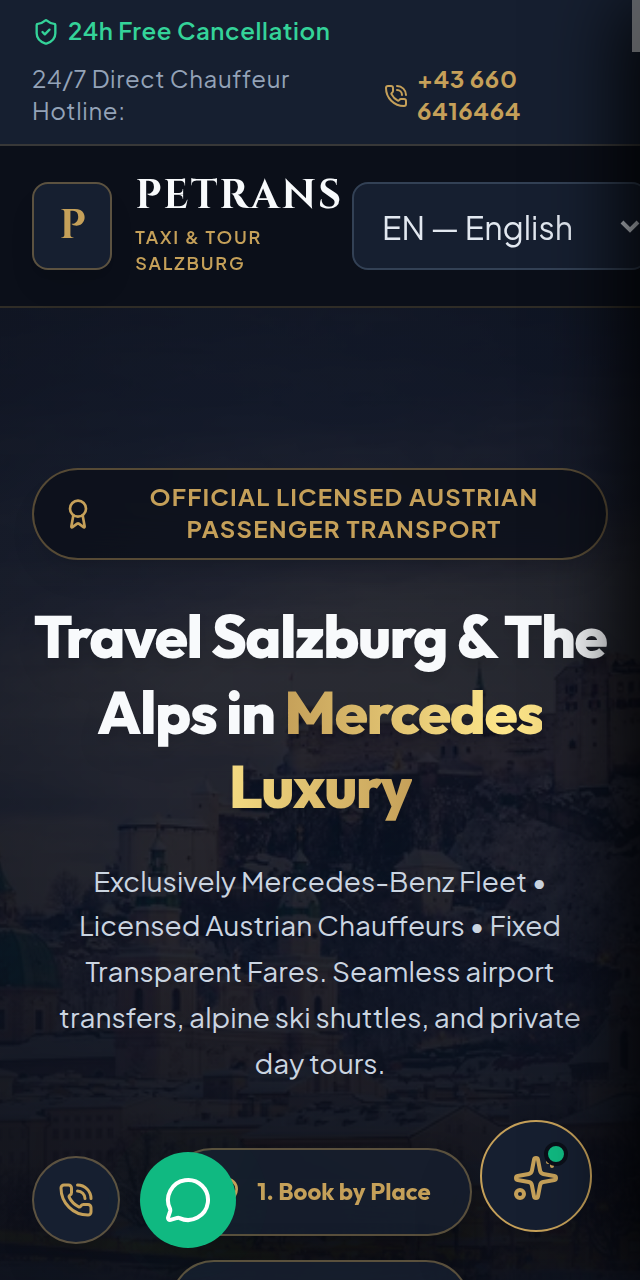 24h Free Cancellation
24/7 Direct Chauffeur
Hotline:
+43 660
6416464
P
PETRANS
TAXI & TOUR
SALZBURG
EN — English
OFFICIAL LICENSED AUSTRIAN
PASSENGER TRANSPORT
Travel Salzburg & The
Alps in Mercedes
Luxury
Exclusively Mercedes-Benz Fleet •
Licensed Austrian Chauffeurs • Fixed
Transparent Fares. Seamless airport
transfers, alpine ski shuttles, and private
day tours.
1. Book by Place